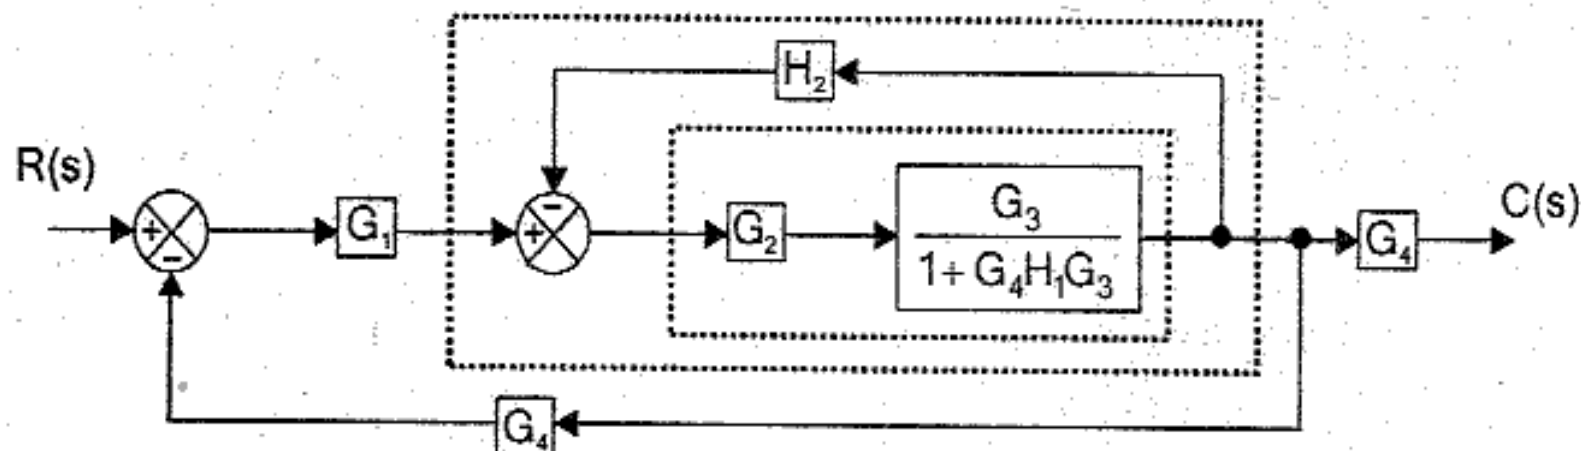 H₂
R(s)
+
−
G₁
−
+
G₂
G₃
1+ G₄H₁G₃
G₄
C(s)
G₄